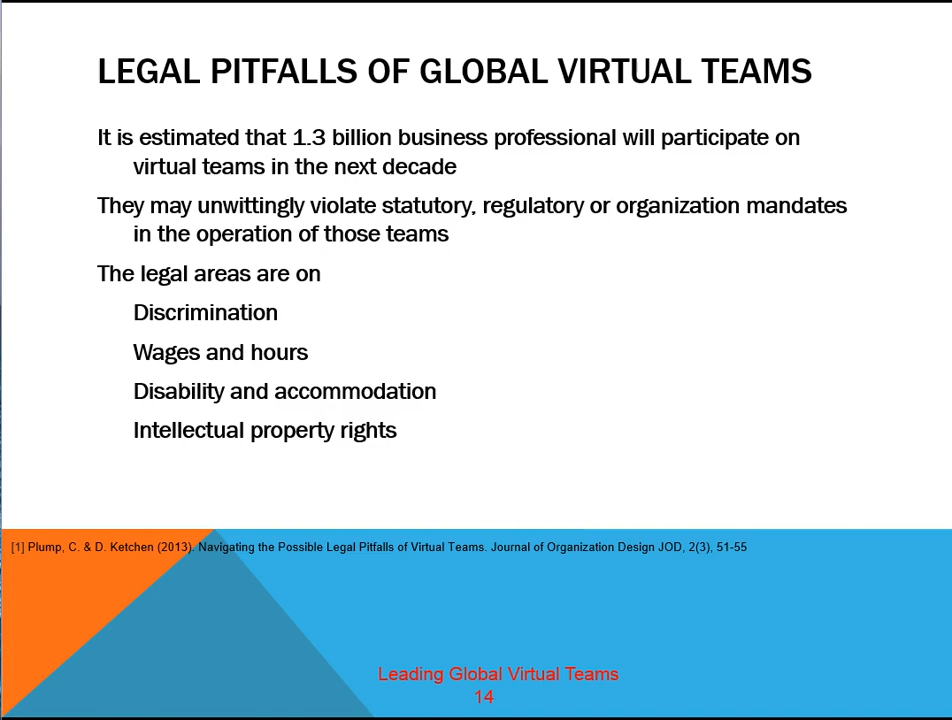 LEGAL PITFALLS OF GLOBAL VIRTUAL TEAMS
It is estimated that 1.3 billion business professional will participate on
virtual teams in the next decade
They may unwittingly violate statutory, regulatory or organization mandates
in the operation of those teams
The legal areas are on
Discrimination
Wages and hours
Disability and accommodation
Intellectual property rights
[1] Plump, C. & D. Ketchen (2013). Navigating the Possible Legal Pitfalls of Virtual Teams. Journal of Organization Design JOD, 2(3), 51-55
Leading Global Virtual Teams
14